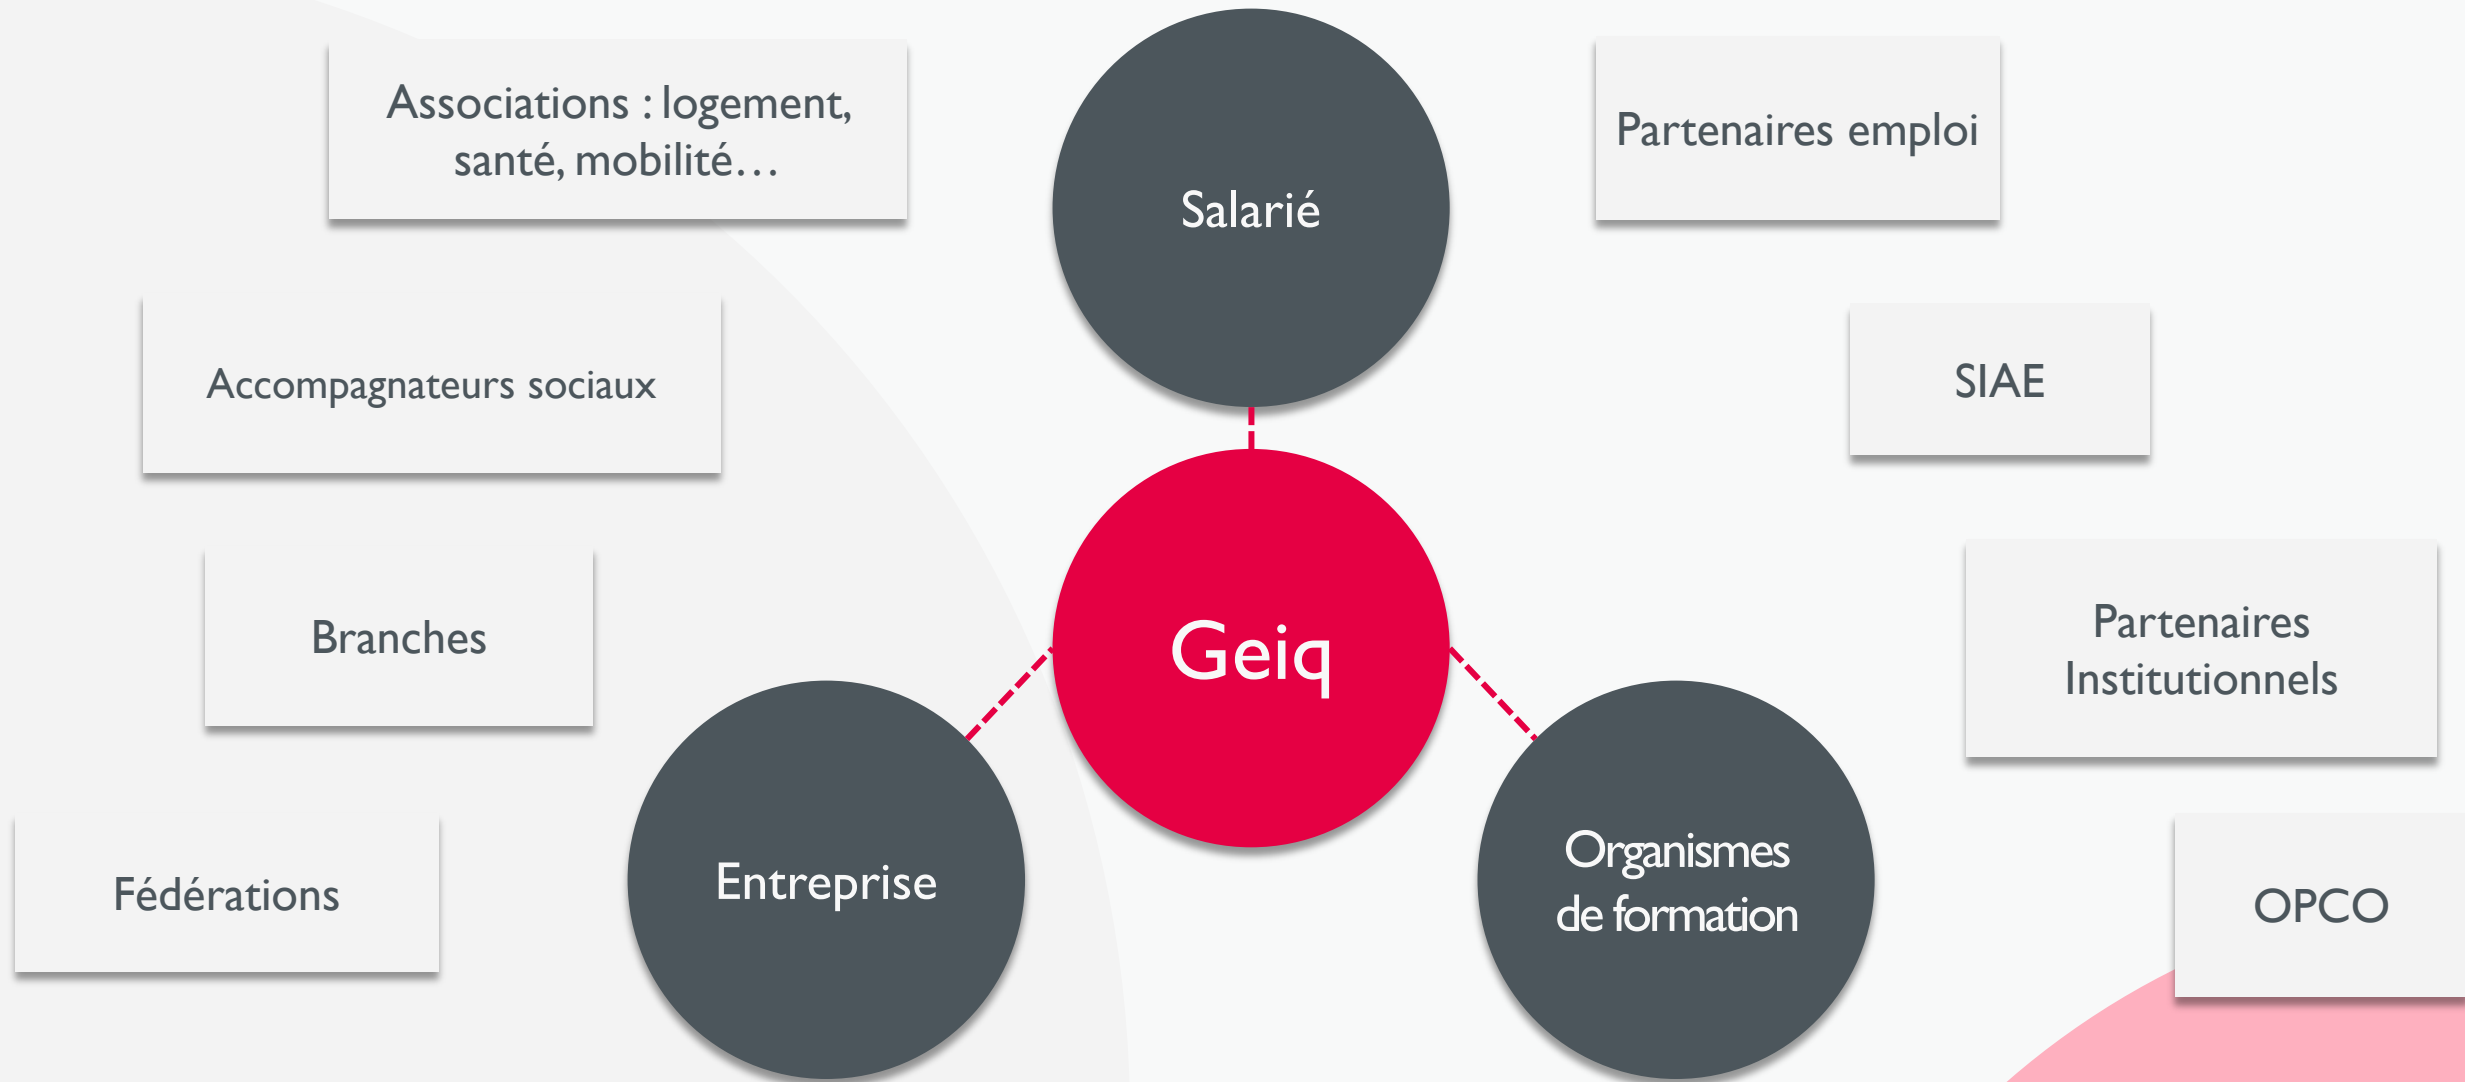 Associations : logement,
santé, mobilité…
Salarié
Partenaires emploi
Accompagnateurs sociaux
SIAE
Branches
Geiq
Partenaires
Institutionnels
Fédérations
Entreprise
Organismes
de formation
OPCO